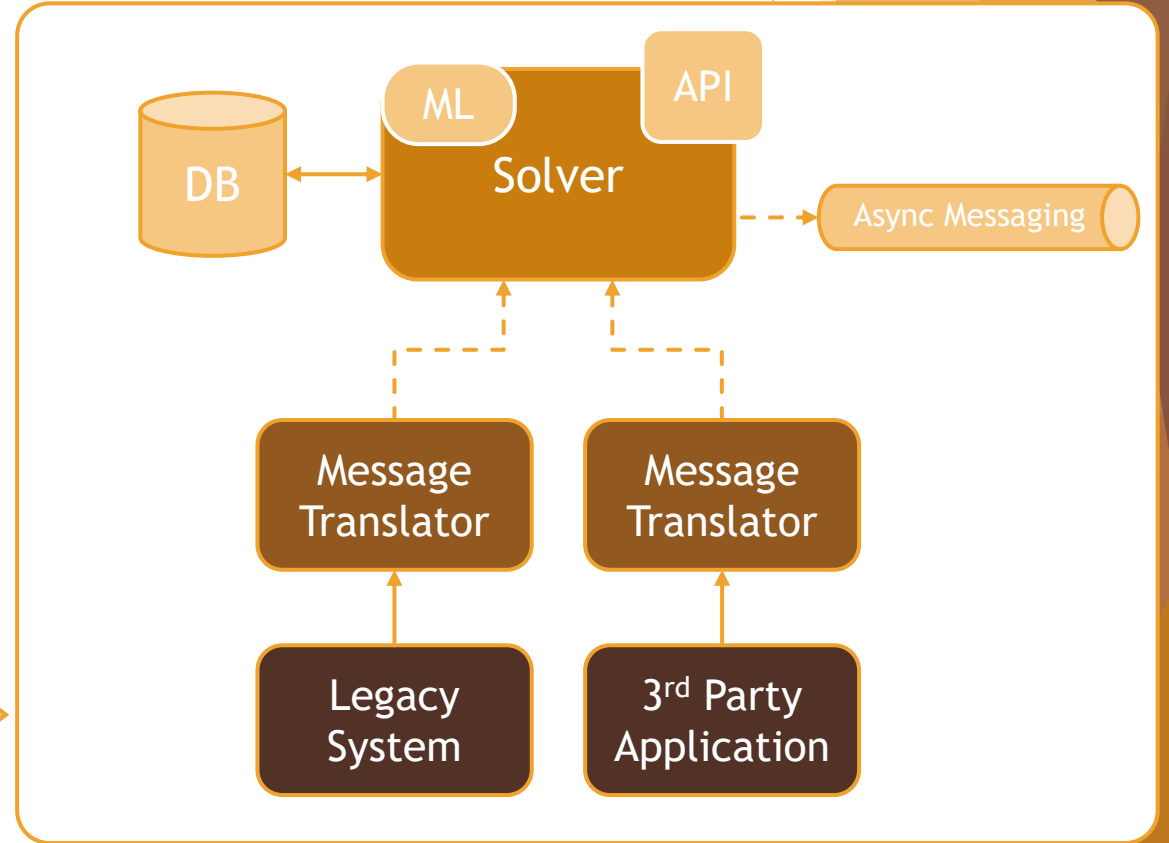 ML
API
DB
Solver
Async Messaging
Message
Translator
Message
Translator
Legacy
System
3rd Party
Application